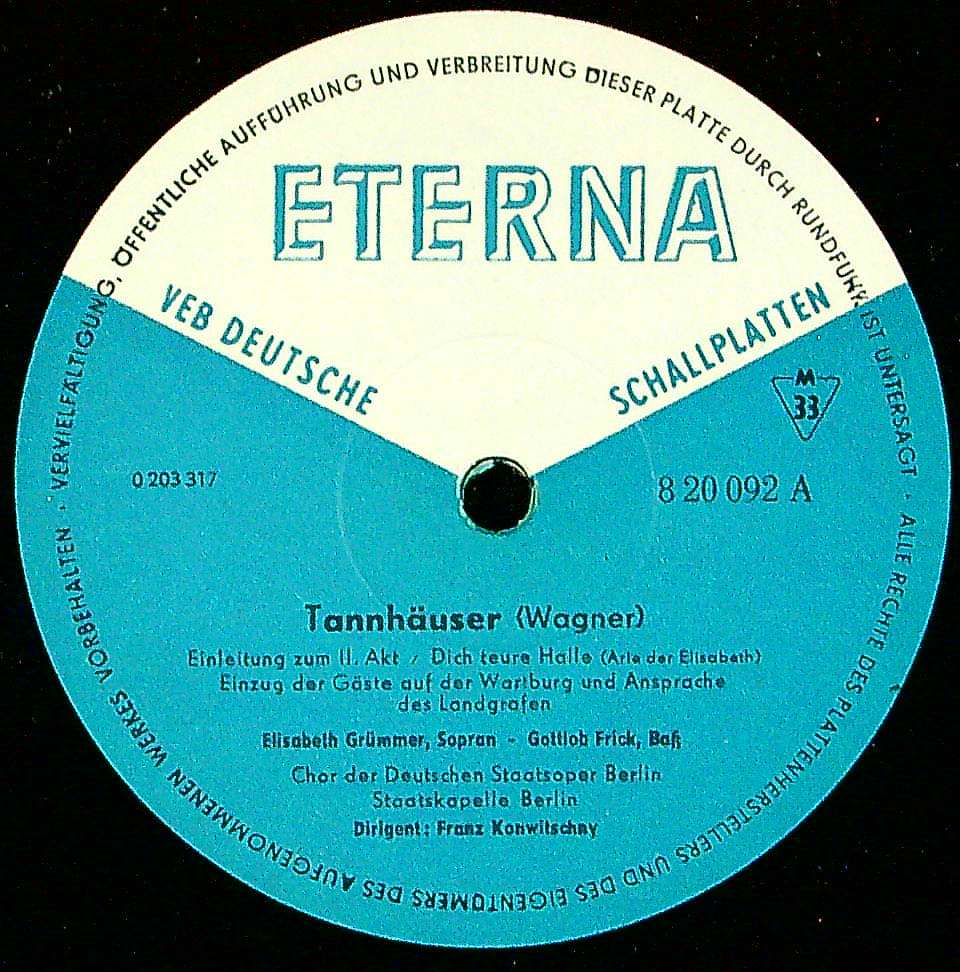 VERVIELFÄLTIGUNG, ÖFFENTLICHE AUFFÜHRUNG UND VERBREITUNG DIESER PLATTE DURCH RUNDFUNK IST UNTERSAGT · ALLE RECHTE DES PLATTENHERSTELLERS UND DES EIGENTÜMERS DES AUFGENOMMENEN WERKES VORBEHALTEN ·
ETERNA
VEB DEUTSCHE SCHALLPLATTEN
M
33
0 203 317
8 20 092 A
Tannhäuser (Wagner)
Einleitung zum II. Akt / Dich teure Halle (Arie der Elisabeth)
Einzug der Gäste auf der Wartburg und Ansprache
des Landgrafen
Elisabeth Grümmer, Sopran - Gottlob Frick, Baß
Chor der Deutschen Staatsoper Berlin
Staatskapelle Berlin
Dirigent: Franz Konwitschny